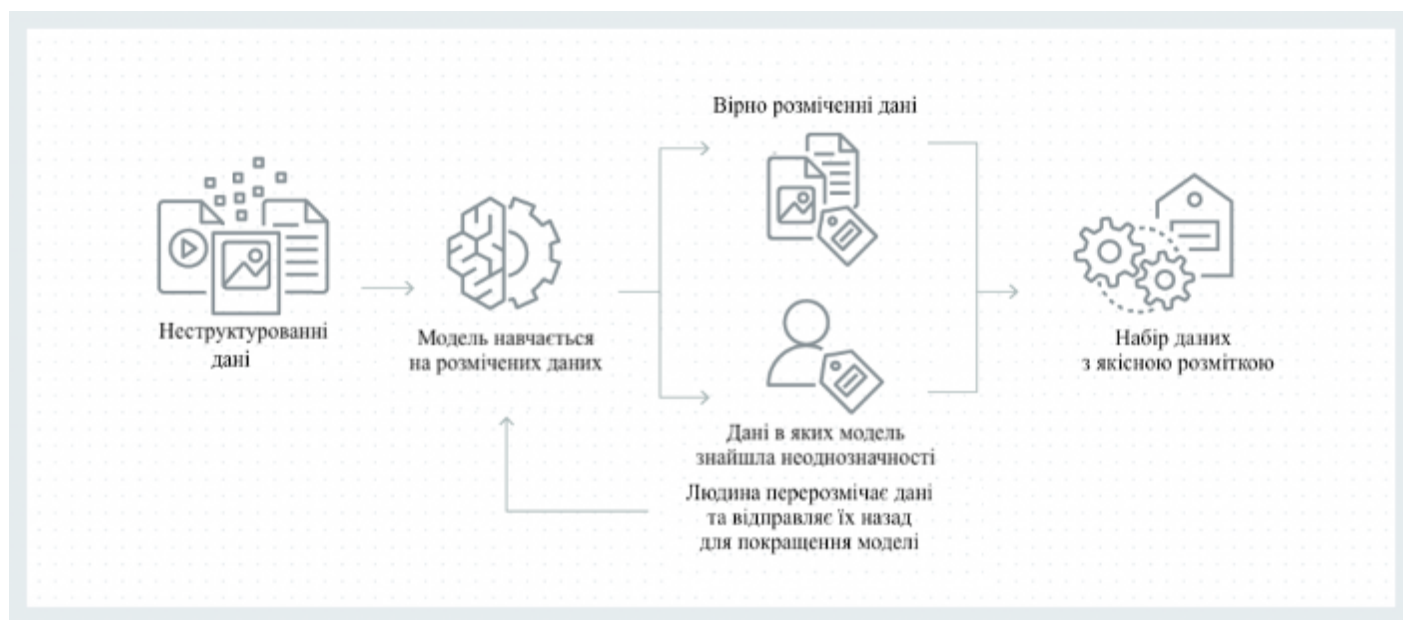 Неструктурованні
дані
Модель навчається
на розмічених даних
Вірно розміченні дані
Дані в яких модель
знайшла неоднозначності
Людина перерозмічає дані
та відправляє їх назад
для покращення моделі
Набір даних
з якісною розміткою